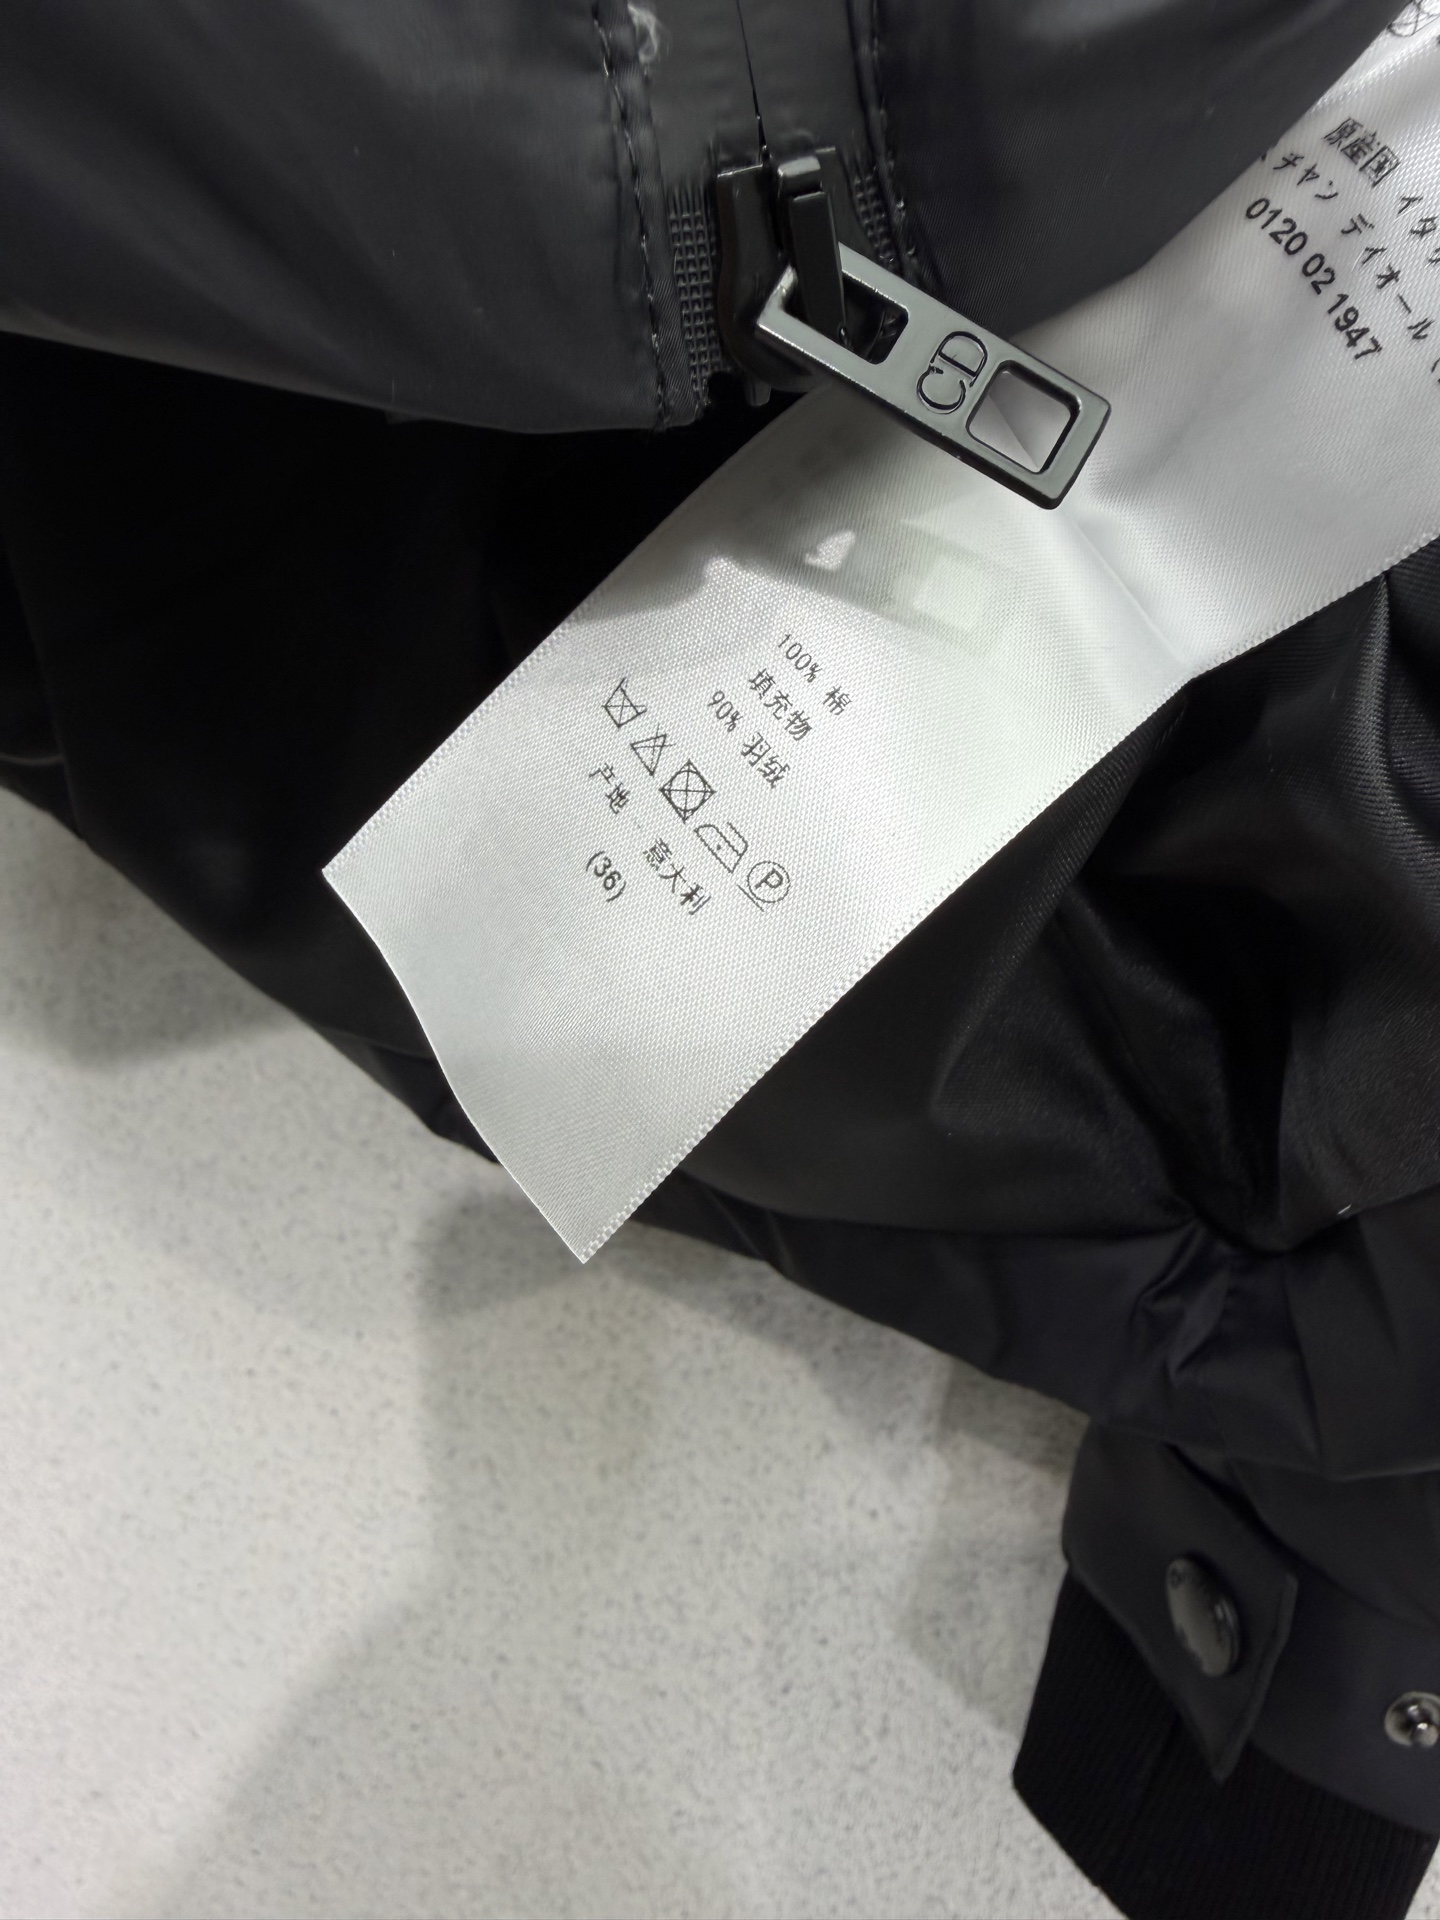 CD
原産国 イタリ
チャン ディオール
0120 02 1947
100% 棉
填充物
90% 羽绒
P
产地 - 意大利
(36)